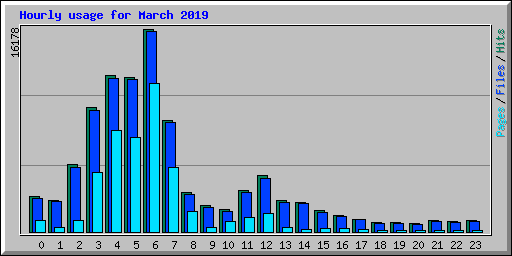 Hourly usage for March 2019
16178
Pages / Files / Hits
0 1 2 3 4 5 6 7 8 9 10 11 12 13 14 15 16 17 18 19 20 21 22 23